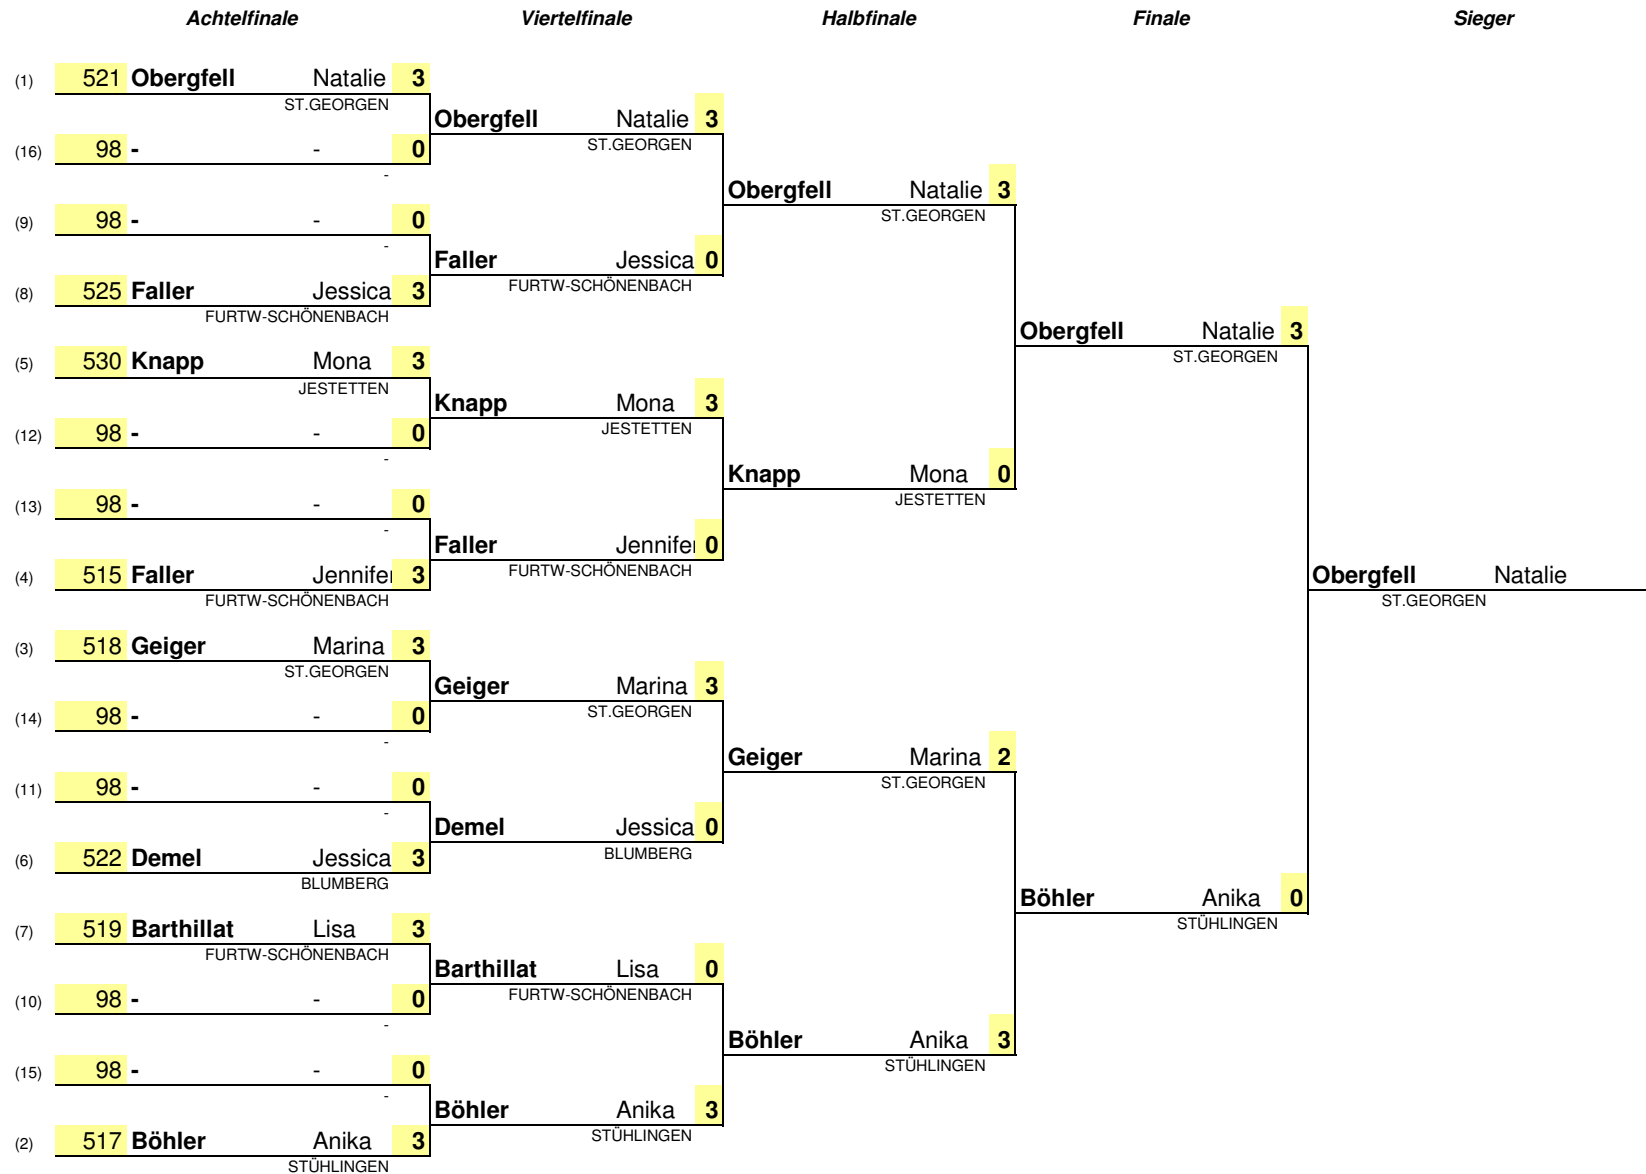 Achtelfinale Viertelfinale Halbfinale Finale Sieger
(1) 521 Obergfell Natalie 3
ST.GEORGEN
Obergfell Natalie 3
ST.GEORGEN
(16) 98 - - 0
-
Obergfell Natalie 3
ST.GEORGEN
(9) 98 - - 0
-
Faller Jessica 0
FURTW-SCHÖNENBACH
(8) 525 Faller Jessica 3
FURTW-SCHÖNENBACH
Obergfell Natalie 3
ST.GEORGEN
(5) 530 Knapp Mona 3
JESTETTEN
Knapp Mona 3
JESTETTEN
(12) 98 - - 0
-
Knapp Mona 0
JESTETTEN
(13) 98 - - 0
-
Faller Jennifer 0
FURTW-SCHÖNENBACH
(4) 515 Faller Jennifer 3
FURTW-SCHÖNENBACH
Obergfell Natalie
ST.GEORGEN
(3) 518 Geiger Marina 3
ST.GEORGEN
Geiger Marina 3
ST.GEORGEN
(14) 98 - - 0
-
Geiger Marina 2
ST.GEORGEN
(11) 98 - - 0
-
Demel Jessica 0
BLUMBERG
(6) 522 Demel Jessica 3
BLUMBERG
Böhler Anika 0
STÜHLINGEN
(7) 519 Barthillat Lisa 3
FURTW-SCHÖNENBACH
Barthillat Lisa 0
FURTW-SCHÖNENBACH
(10) 98 - - 0
-
Böhler Anika 3
STÜHLINGEN
(15) 98 - - 0
-
Böhler Anika 3
STÜHLINGEN
(2) 517 Böhler Anika 3
STÜHLINGEN